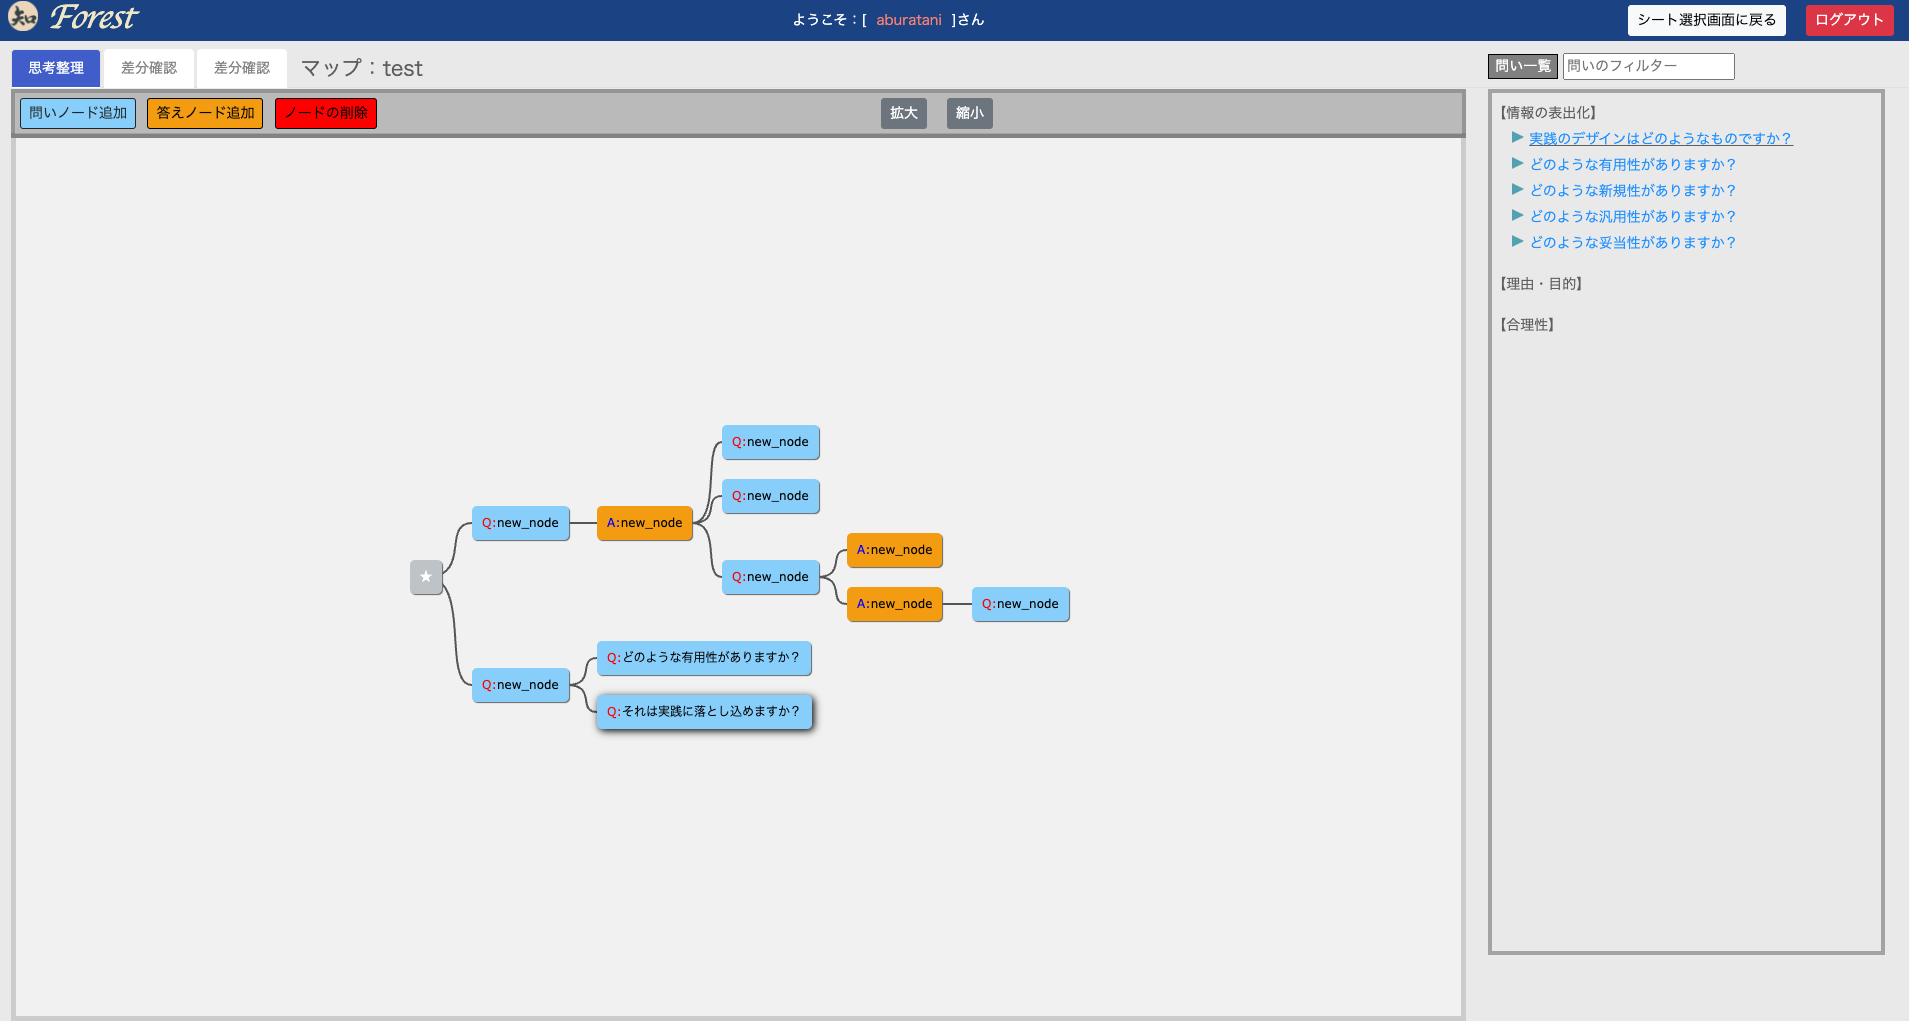 知 Forest
ようこそ：[ aburatani ]さん
シート選択画面に戻る
ログアウト
思考整理
差分確認
差分確認
マップ：test
問い一覧
問いのフィルター
問いノード追加
答えノード追加
ノードの削除
拡大
縮小
【情報の表出化】
▶ 実践のデザインはどのようなものですか？
▶ どのような有用性がありますか？
▶ どのような新規性がありますか？
▶ どのような汎用性がありますか？
▶ どのような妥当性がありますか？
【理由・目的】
【合理性】
Q:new_node
Q:new_node
Q:new_node
A:new_node
A:new_node
★
Q:new_node
A:new_node
Q:new_node
Q:どのような有用性がありますか？
Q:new_node
Q:それは実践に落とし込めますか？